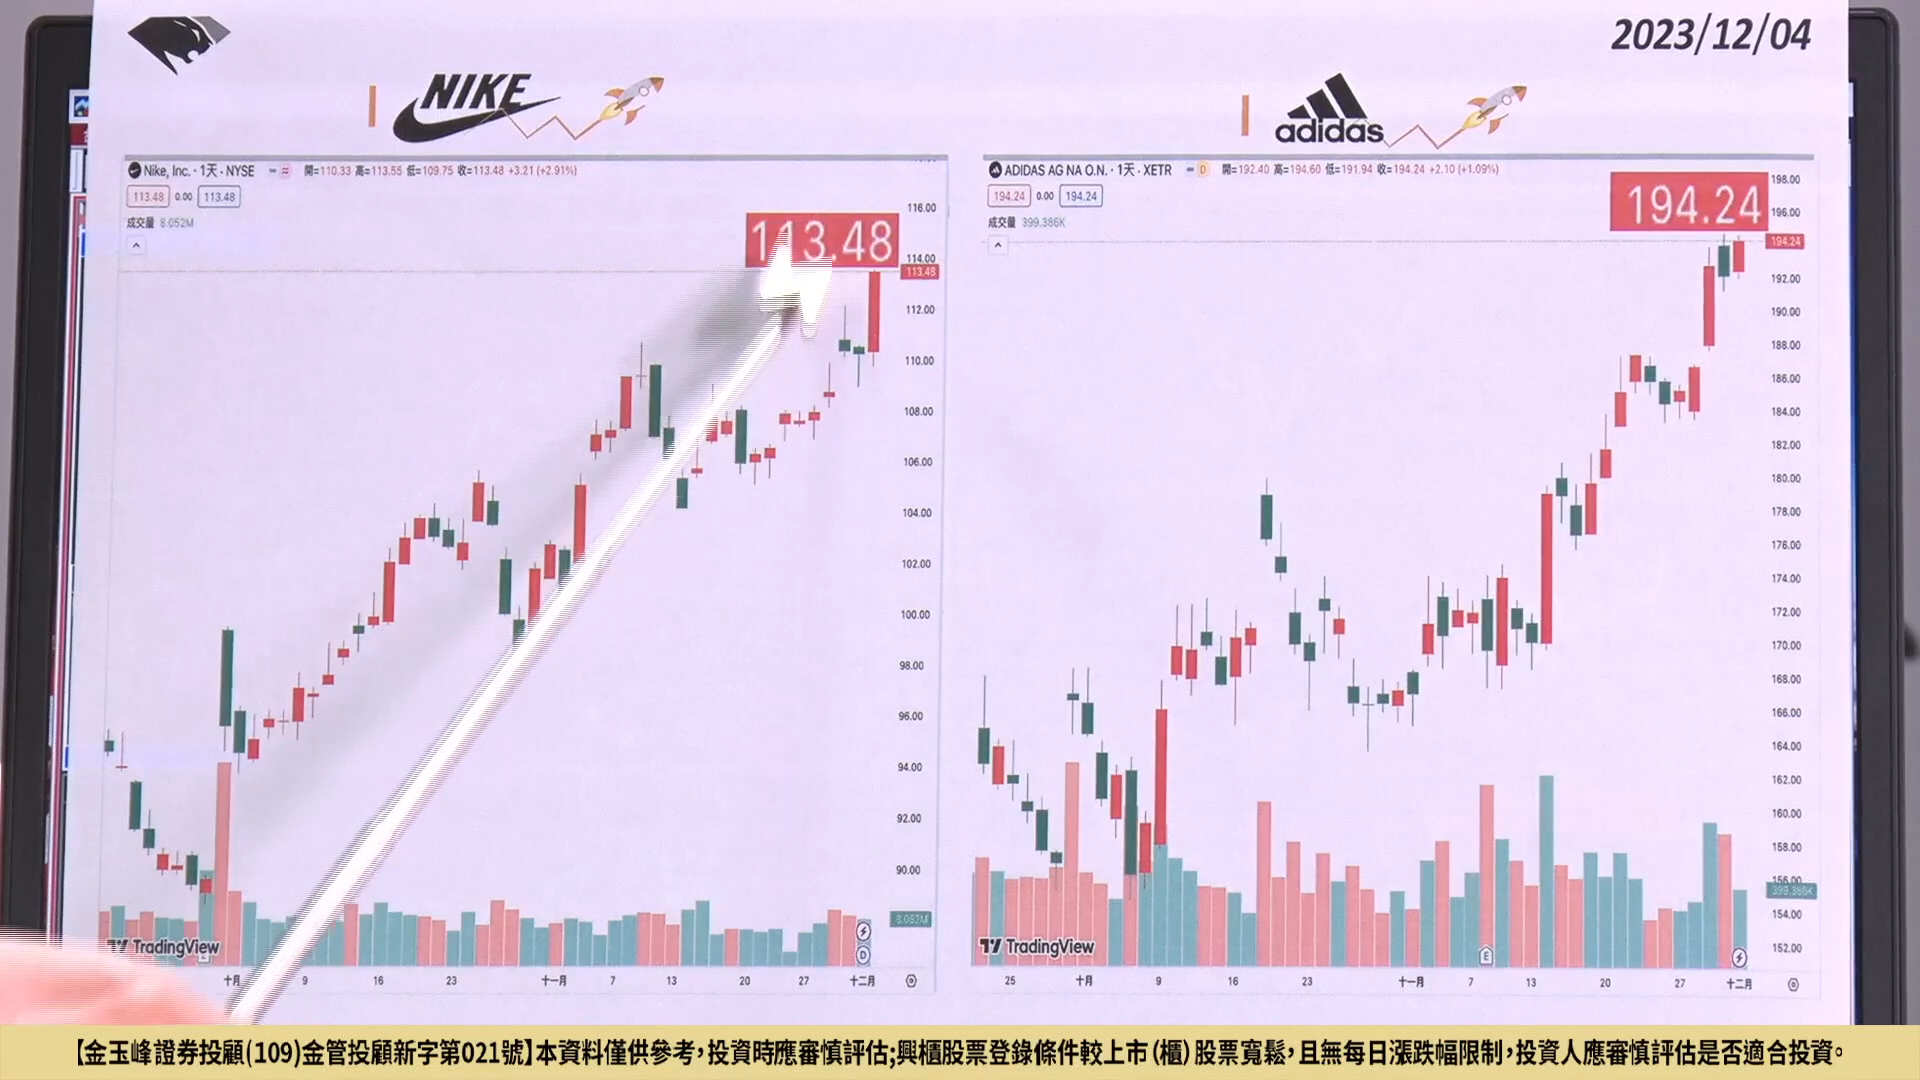 2023/12/04
NIKE
adidas
Nike, Inc. · 1天 · NYSE 開=110.33 高=113.55 低=109.75 收=113.48 +3.21 (+2.91%)
113.48 0.00 113.48
成交量 8.052M
113.48
116.00
114.00
113.48
112.00
110.00
108.00
106.00
104.00
102.00
100.00
98.00
96.00
94.00
92.00
90.00
8.052M
TradingView
E
D
十月 9 16 23 十一月 7 13 20 27 十二月
ADIDAS AG NA O.N. · 1天 · XETR D 開=192.40 高=194.60 低=191.94 收=194.24 +2.10 (+1.09%)
194.24 0.00 194.24
成交量 399.386K
194.24
198.00
196.00
194.24
192.00
190.00
188.00
186.00
184.00
182.00
180.00
178.00
176.00
174.00
172.00
170.00
168.00
166.00
164.00
162.00
160.00
158.00
156.00
399.386K
154.00
152.00
TradingView
E
25 十月 9 16 23 十一月 7 13 20 27 十二月
【金玉峰證券投顧(109)金管投顧新字第021號】本資料僅供參考，投資時應審慎評估;興櫃股票登錄條件較上市（櫃）股票寬鬆，且無每日漲跌幅限制，投資人應審慎評估是否適合投資。